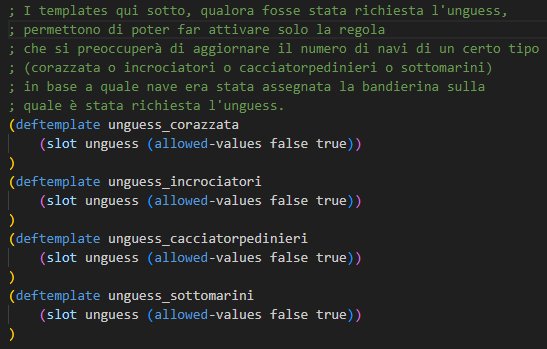 ; I templates qui sotto, qualora fosse stata richiesta l'unguess,
; permettono di poter far attivare solo la regola
; che si preoccuperà di aggiornare il numero di navi di un certo tipo
; (corazzata o incrociatori o cacciatorpedinieri o sottomarini)
; in base a quale nave era stata assegnata la bandierina sulla
; quale è stata richiesta l'unguess.
(deftemplate unguess_corazzata
    (slot unguess (allowed-values false true))
)
(deftemplate unguess_incrociatori
    (slot unguess (allowed-values false true))
)
(deftemplate unguess_cacciatorpedinieri
    (slot unguess (allowed-values false true))
)
(deftemplate unguess_sottomarini
    (slot unguess (allowed-values false true))
)